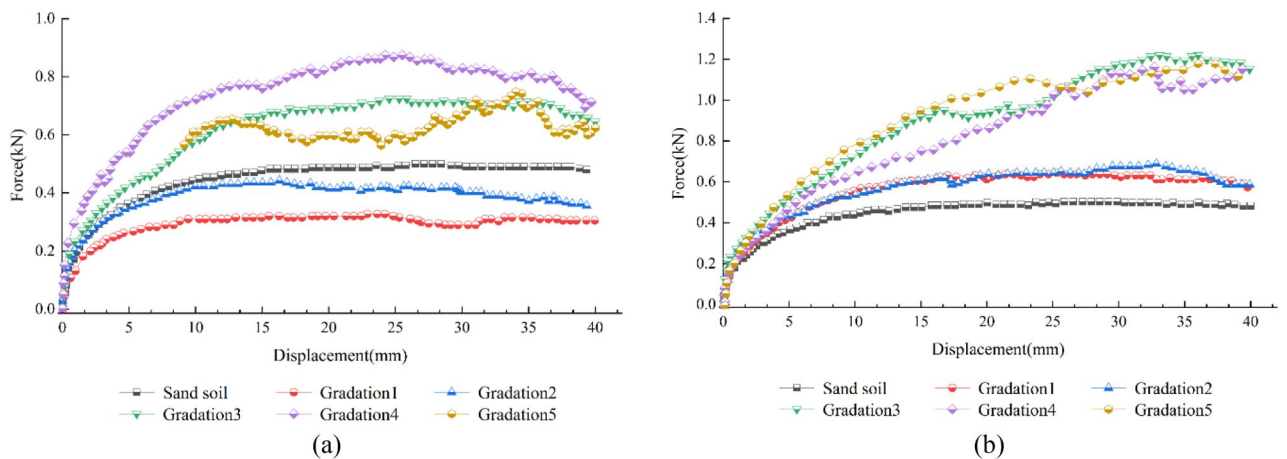 1.0
0.8
0.6
0.4
0.2
0.0
Force(kN)
0 5 10 15 20 25 30 35 40
Displacement(mm)
Sand soil Gradation1 Gradation2
Gradation3 Gradation4 Gradation5
(a)
1.4
1.2
1.0
0.8
0.6
0.4
0.2
0.0
Force(kN)
0 5 10 15 20 25 30 35 40
Displacement(mm)
Sand soil Gradation1 Gradation2
Gradation3 Gradation4 Gradation5
(b)